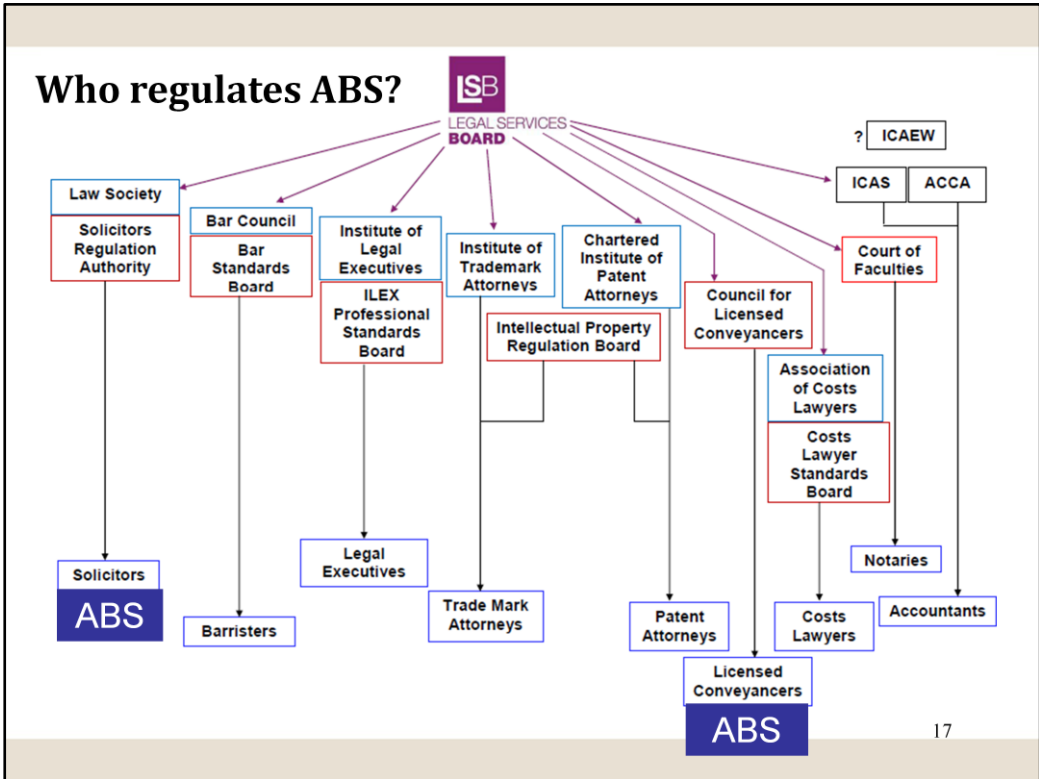 Who regulates ABS?
LSB
LEGAL SERVICES
BOARD
? ICAEW
ICAS
ACCA
Law Society
Solicitors
Regulation
Authority
Bar Council
Bar
Standards
Board
Institute of
Legal
Executives
ILEX
Professional
Standards
Board
Institute of
Trademark
Attorneys
Chartered
Institute of
Patent
Attorneys
Intellectual Property
Regulation Board
Council for
Licensed
Conveyancers
Court of
Faculties
Association
of Costs
Lawyers
Costs
Lawyer
Standards
Board
Solicitors
ABS
Barristers
Legal
Executives
Trade Mark
Attorneys
Patent
Attorneys
Licensed
Conveyancers
ABS
Costs
Lawyers
Notaries
Accountants
17